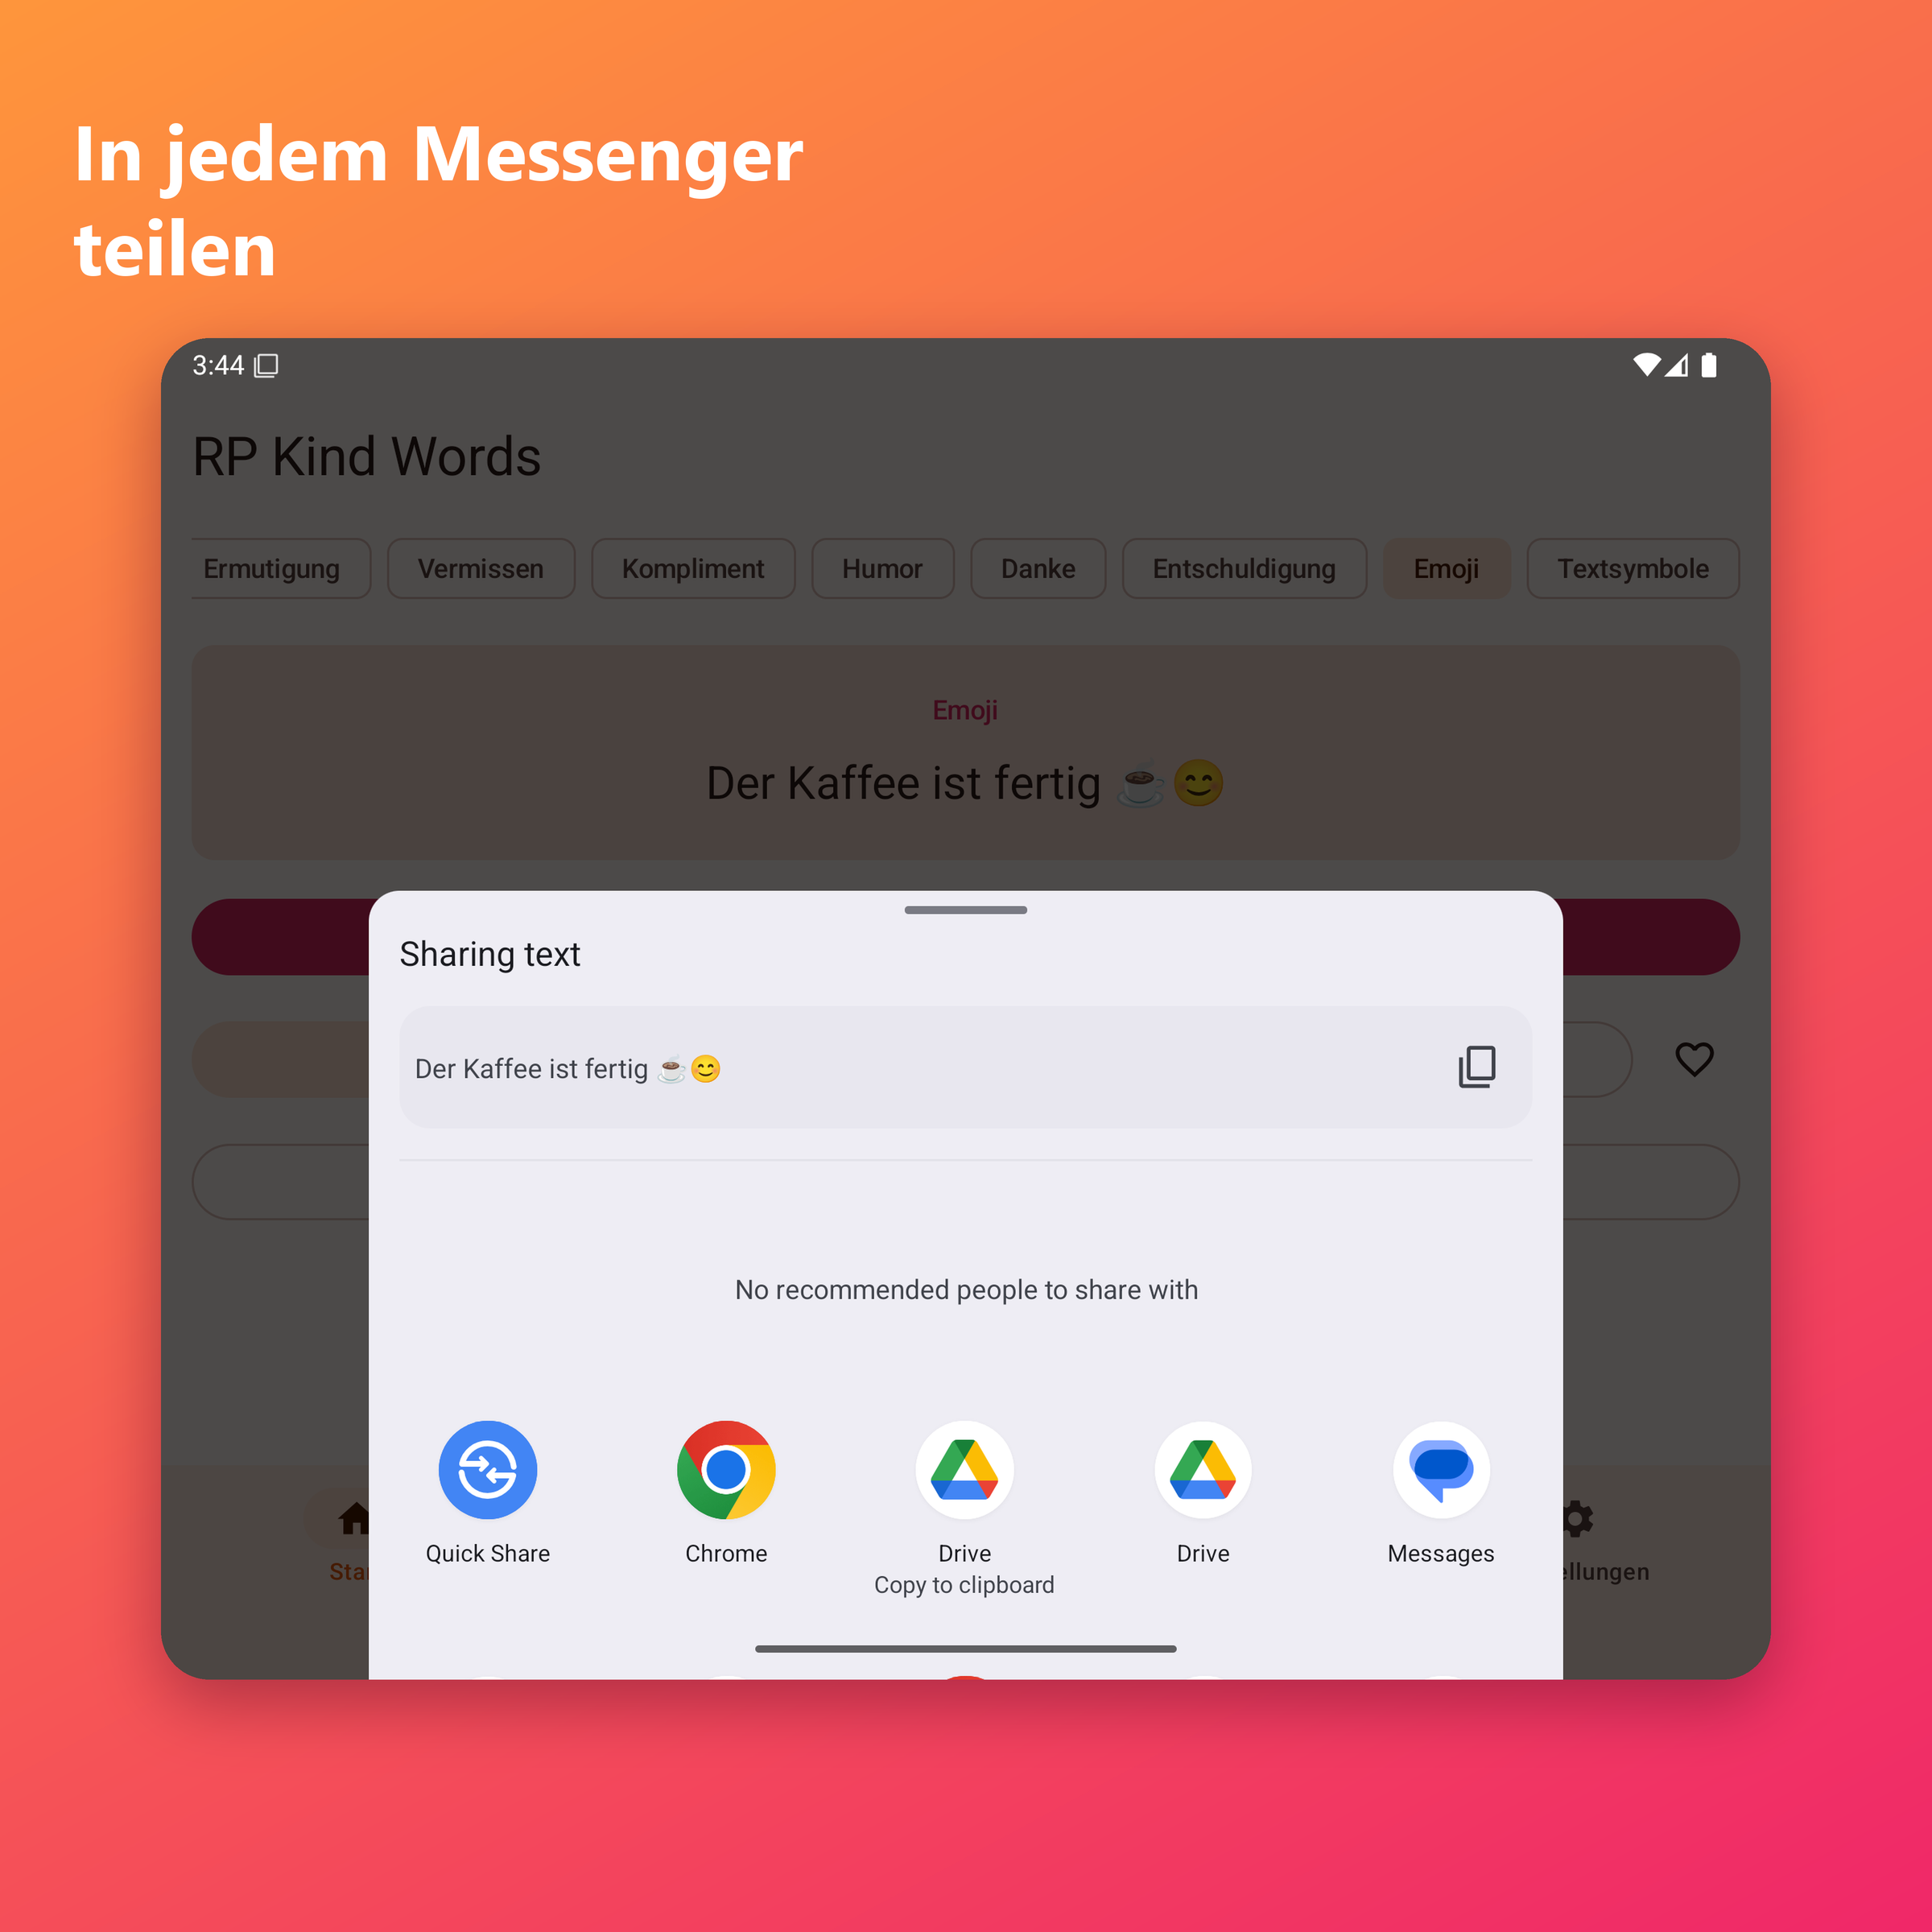 In jedem Messenger
teilen
3:44
RP Kind Words
Ermutigung Vermissen Kompliment Humor Danke Entschuldigung Emoji Textsymbole
Emoji
Der Kaffee ist fertig ☕😊
Sharing text
Der Kaffee ist fertig ☕😊
No recommended people to share with
Quick Share Chrome Drive Drive Messages
Copy to clipboard